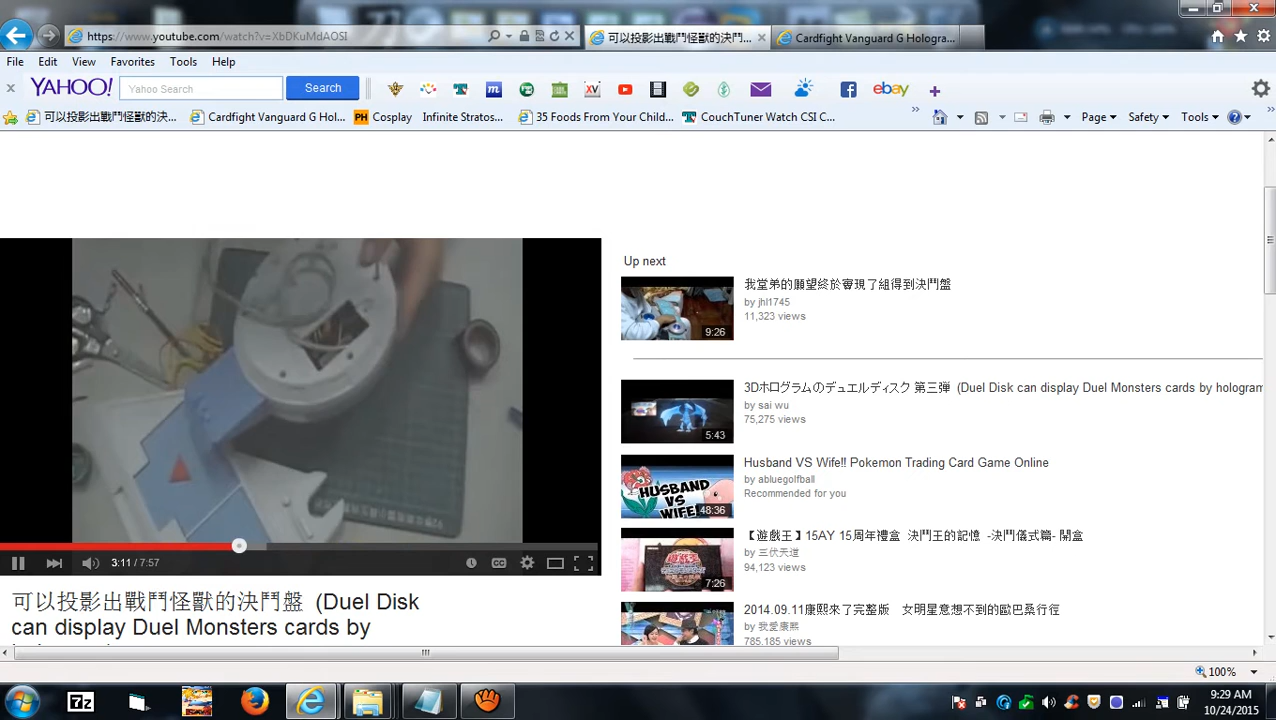 https://www.youtube.com/watch?v=XbDKuMdAOSI
可以投影出戰鬥怪獸的決鬥...
Cardfight Vanguard G Hologra...
File Edit View Favorites Tools Help
YAHOO! Yahoo Search Search
m XV ebay
可以投影出戰鬥怪獸的決... Cardfight Vanguard G Hol... PH Cosplay Infinite Stratos... 35 Foods From Your Child... CouchTuner Watch CSI C... Page Safety Tools
Up next
我堂弟的願望終於實現了組得到決鬥盤
by jhl1745
11,323 views
9:26
3Dホログラムのデュエルディスク 第三弾 (Duel Disk can display Duel Monsters cards by hologram
by sai wu
75,275 views
5:43
Husband VS Wife!! Pokemon Trading Card Game Online
by abluegolfball
Recommended for you
HUSBAND
VS
WIFE!
48:36
【遊戲王】15AY 15周年禮盒 決鬥王的記憶 -決鬥儀式篇- 開盒
by 三伏天道
94,123 views
7:26
2014.09.11康熙來了完整版 女明星意想不到的歐巴桑行徑
by 我愛康熙
785,185 views
3:11 / 7:57
CC
可以投影出戰鬥怪獸的決鬥盤 (Duel Disk
can display Duel Monsters cards by
100%
7z
9:29 AM
10/24/2015